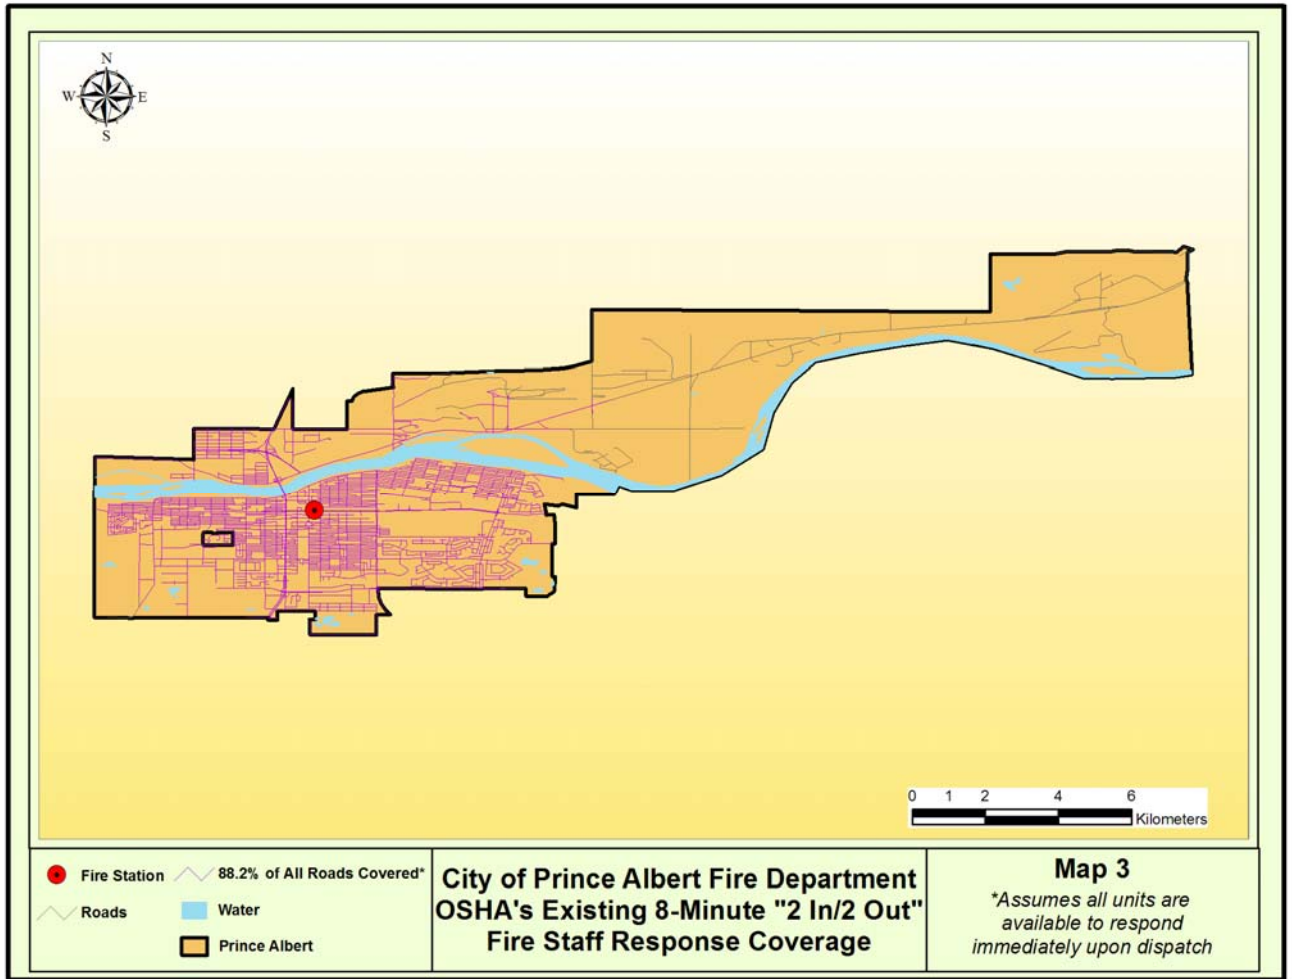 N
W E
S
0 1 2 4 6
Kilometers
Fire Station
88.2% of All Roads Covered*
Roads
Water
Prince Albert
City of Prince Albert Fire Department
OSHA's Existing 8-Minute "2 In/2 Out"
Fire Staff Response Coverage
Map 3
*Assumes all units are
available to respond
immediately upon dispatch